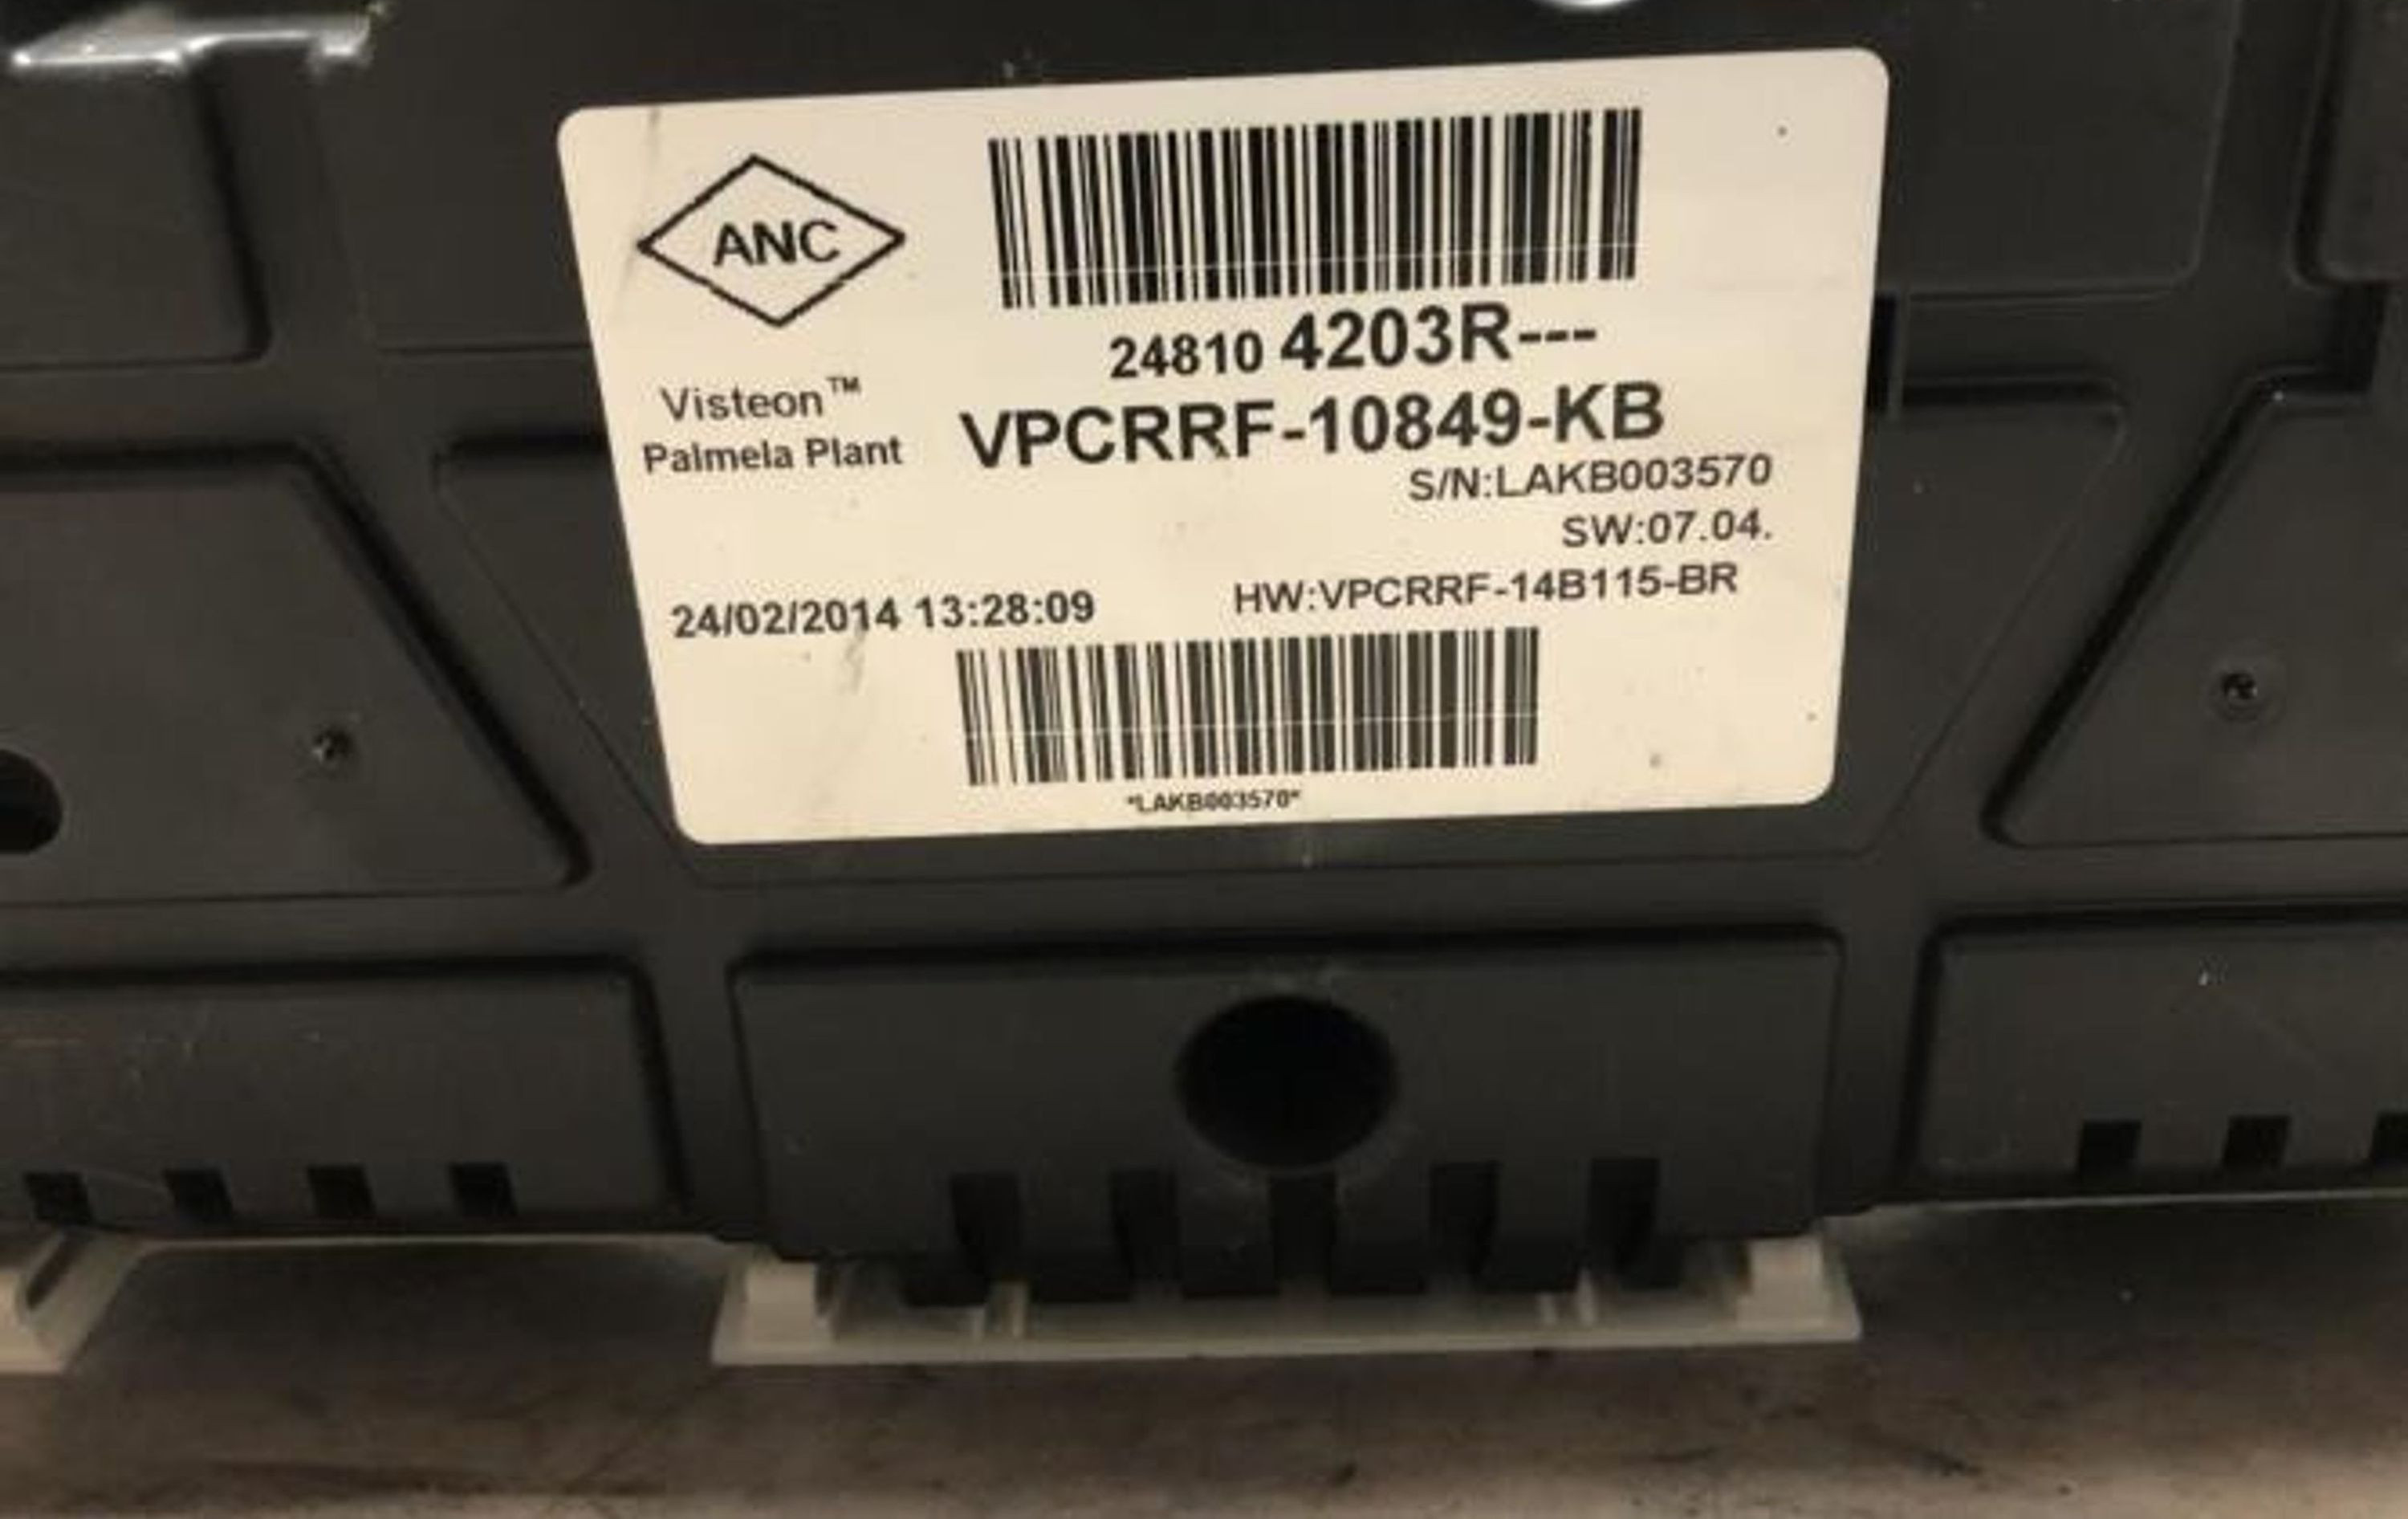 ANC
24810 4203R---
Visteon™
Palmela Plant
VPCRRF-10849-KB
S/N:LAKB003570
SW:07.04.
24/02/2014 13:28:09
HW:VPCRRF-14B115-BR
*LAKB003570*